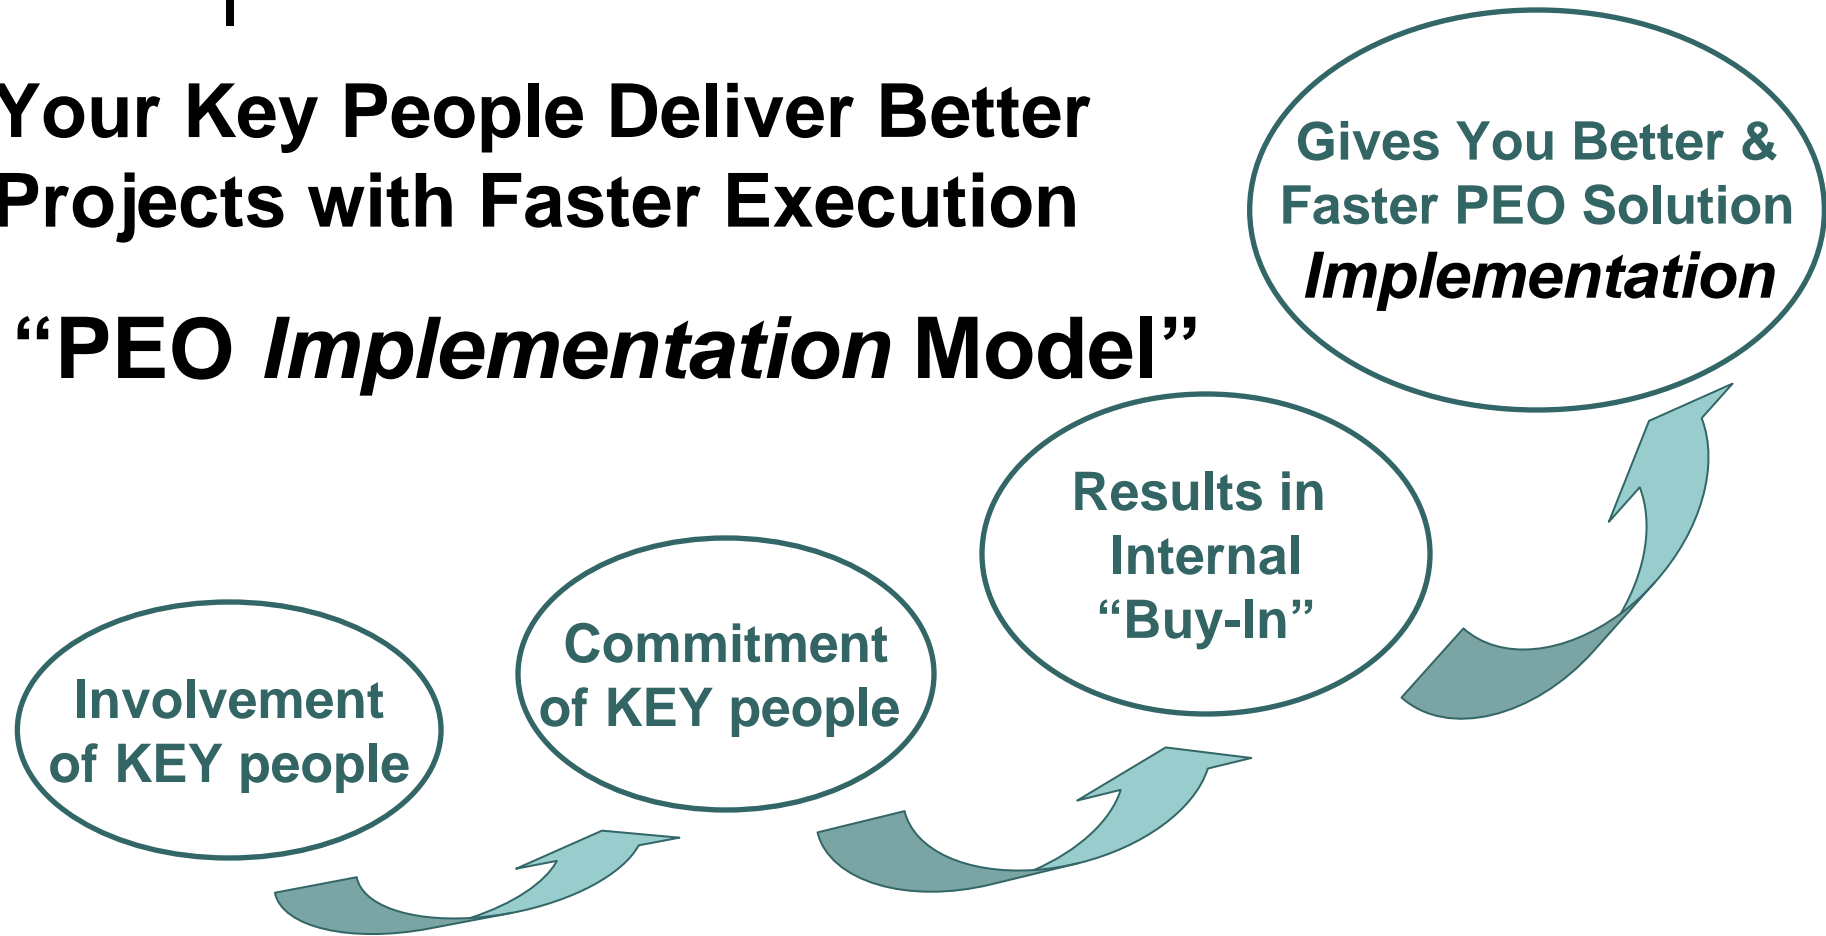 Your Key People Deliver Better
Projects with Faster Execution
“PEO Implementation Model”
Gives You Better &
Faster PEO Solution
Implementation
Results in
Internal
“Buy-In”
Commitment
of KEY people
Involvement
of KEY people